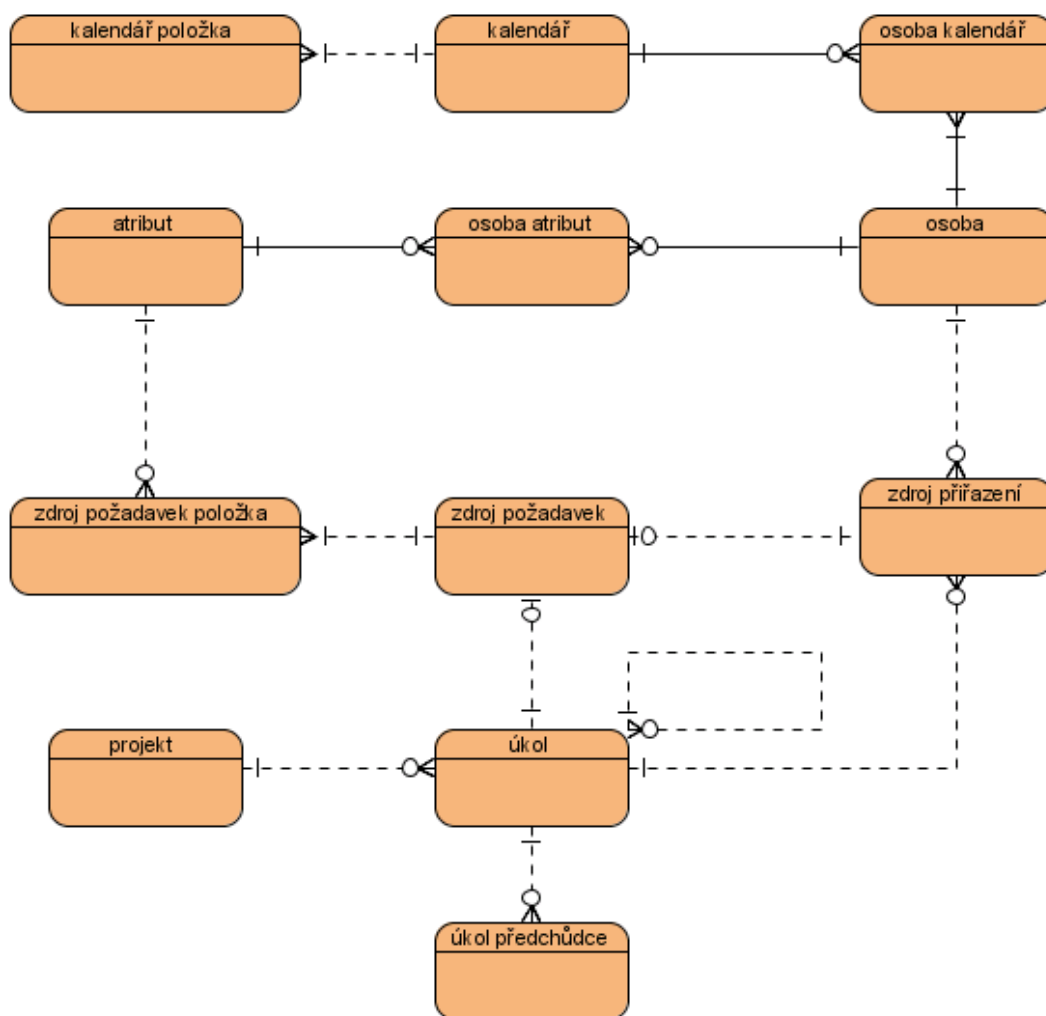 kalendář položka
kalendář
osoba kalendář
atribut
osoba atribut
osoba
zdroj požadavek položka
zdroj požadavek
zdroj přiřazení
projekt
úkol
úkol předchůdce